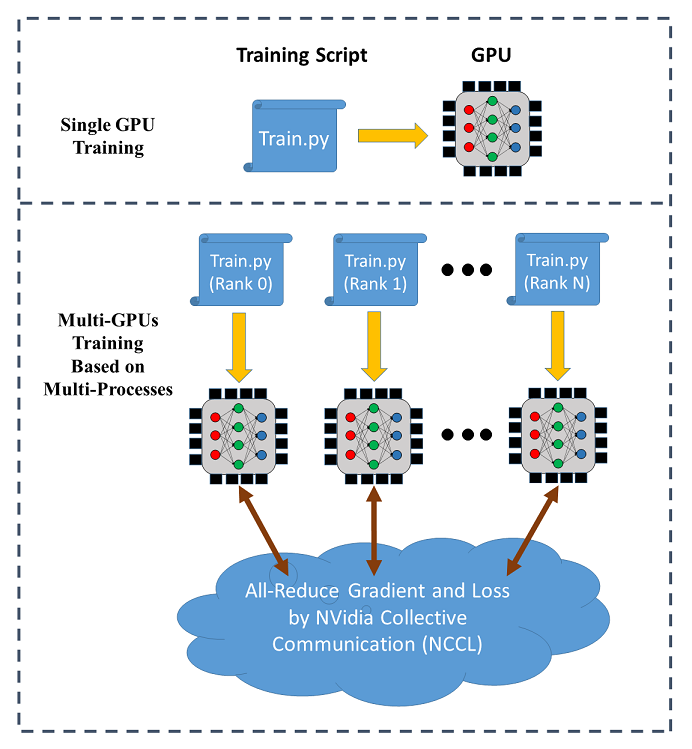 Training Script
GPU
Single GPU
Training
Train.py
Train.py
(Rank 0)
Train.py
(Rank 1)
Train.py
(Rank N)
Multi-GPUs
Training
Based on
Multi-Processes
All-Reduce Gradient and Loss
by NVidia Collective
Communication (NCCL)